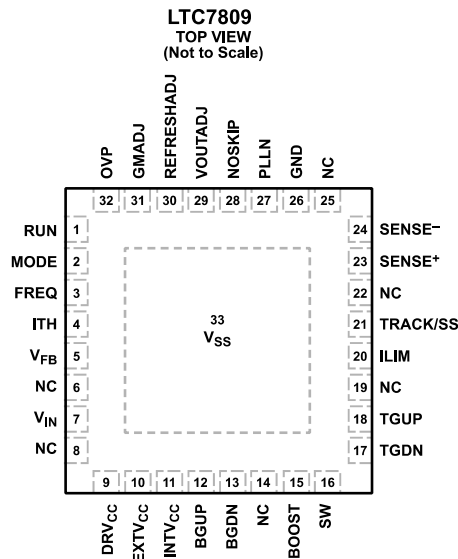 LTC7809
TOP VIEW
(Not to Scale)
OVP
GMADJ
REFRESHADJ
VOUTADJ
NOSKIP
PLLN
GND
NC
32 31 30 29 28 27 26 25
RUN 1
MODE 2
FREQ 3
ITH 4
VFB 5
NC 6
VIN 7
NC 8
33
VSS
24 SENSE−
23 SENSE+
22 NC
21 TRACK/SS
20 ILIM
19 NC
18 TGUP
17 TGDN
9 10 11 12 13 14 15 16
DRVCC
EXTVCC
INTVCC
BGUP
BGDN
NC
BOOST
SW